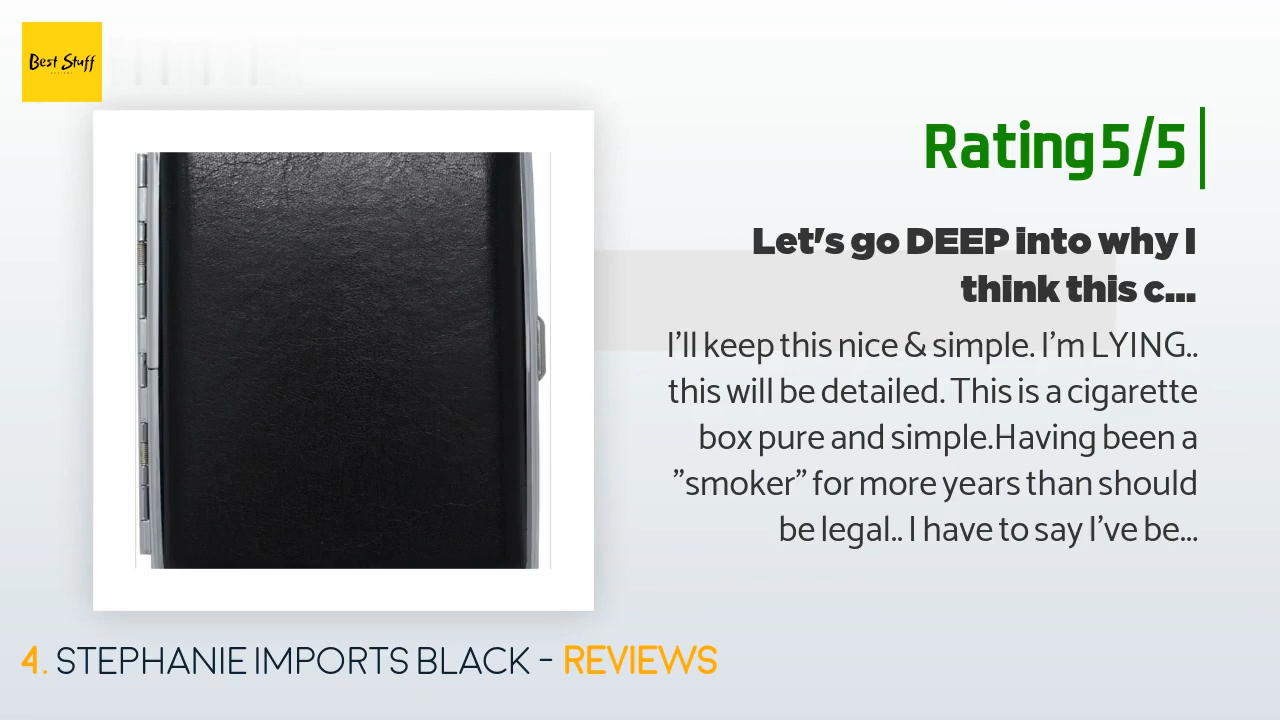 Best Stuff
Rating 5/5
Let's go DEEP into why I
think this c...
I'll keep this nice & simple. I'm LYING..
this will be detailed. This is a cigarette
box pure and simple.Having been a
"smoker" for more years than should
be legal.. I have to say I've be...
4. STEPHANIE IMPORTS BLACK - REVIEWS